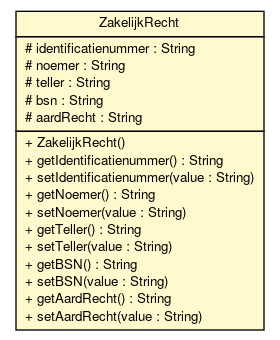 ZakelijkRecht
# identificatienummer : String
# noemer : String
# teller : String
# bsn : String
# aardRecht : String
+ ZakelijkRecht()
+ getIdentificatienummer() : String
+ setIdentificatienummer(value : String)
+ getNoemer() : String
+ setNoemer(value : String)
+ getTeller() : String
+ setTeller(value : String)
+ getBSN() : String
+ setBSN(value : String)
+ getAardRecht() : String
+ setAardRecht(value : String)